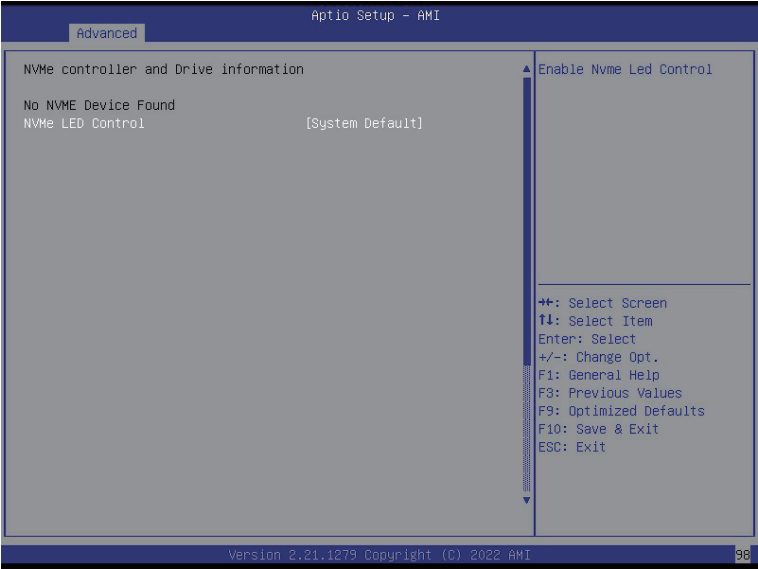 Aptio Setup – AMI
Advanced
NVMe controller and Drive information
No NVME Device Found
NVMe LED Control [System Default]
Enable Nvme Led Control
→←: Select Screen
↑↓: Select Item
Enter: Select
+/-: Change Opt.
F1: General Help
F3: Previous Values
F9: Optimized Defaults
F10: Save & Exit
ESC: Exit
Version 2.21.1279 Copyright (C) 2022 AMI
98